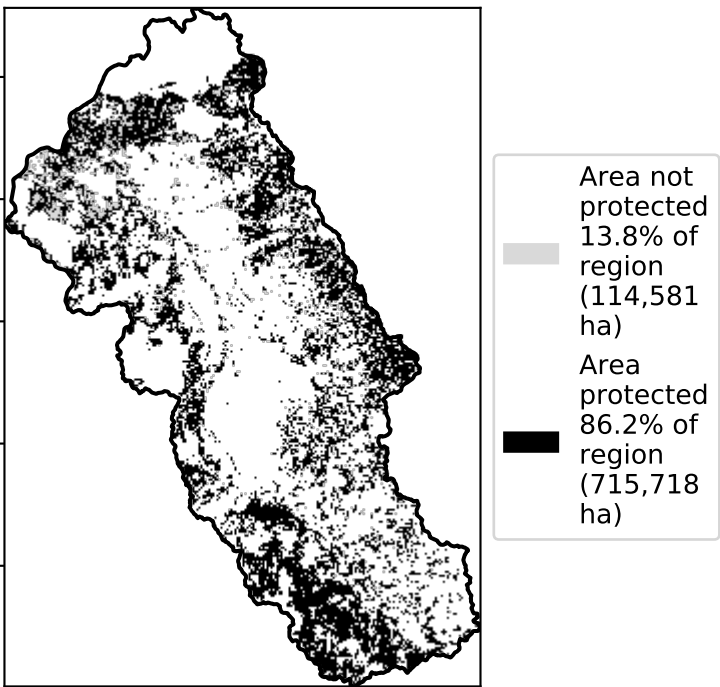 Area not
protected
13.8% of
region
(114,581
ha)
Area
protected
86.2% of
region
(715,718
ha)